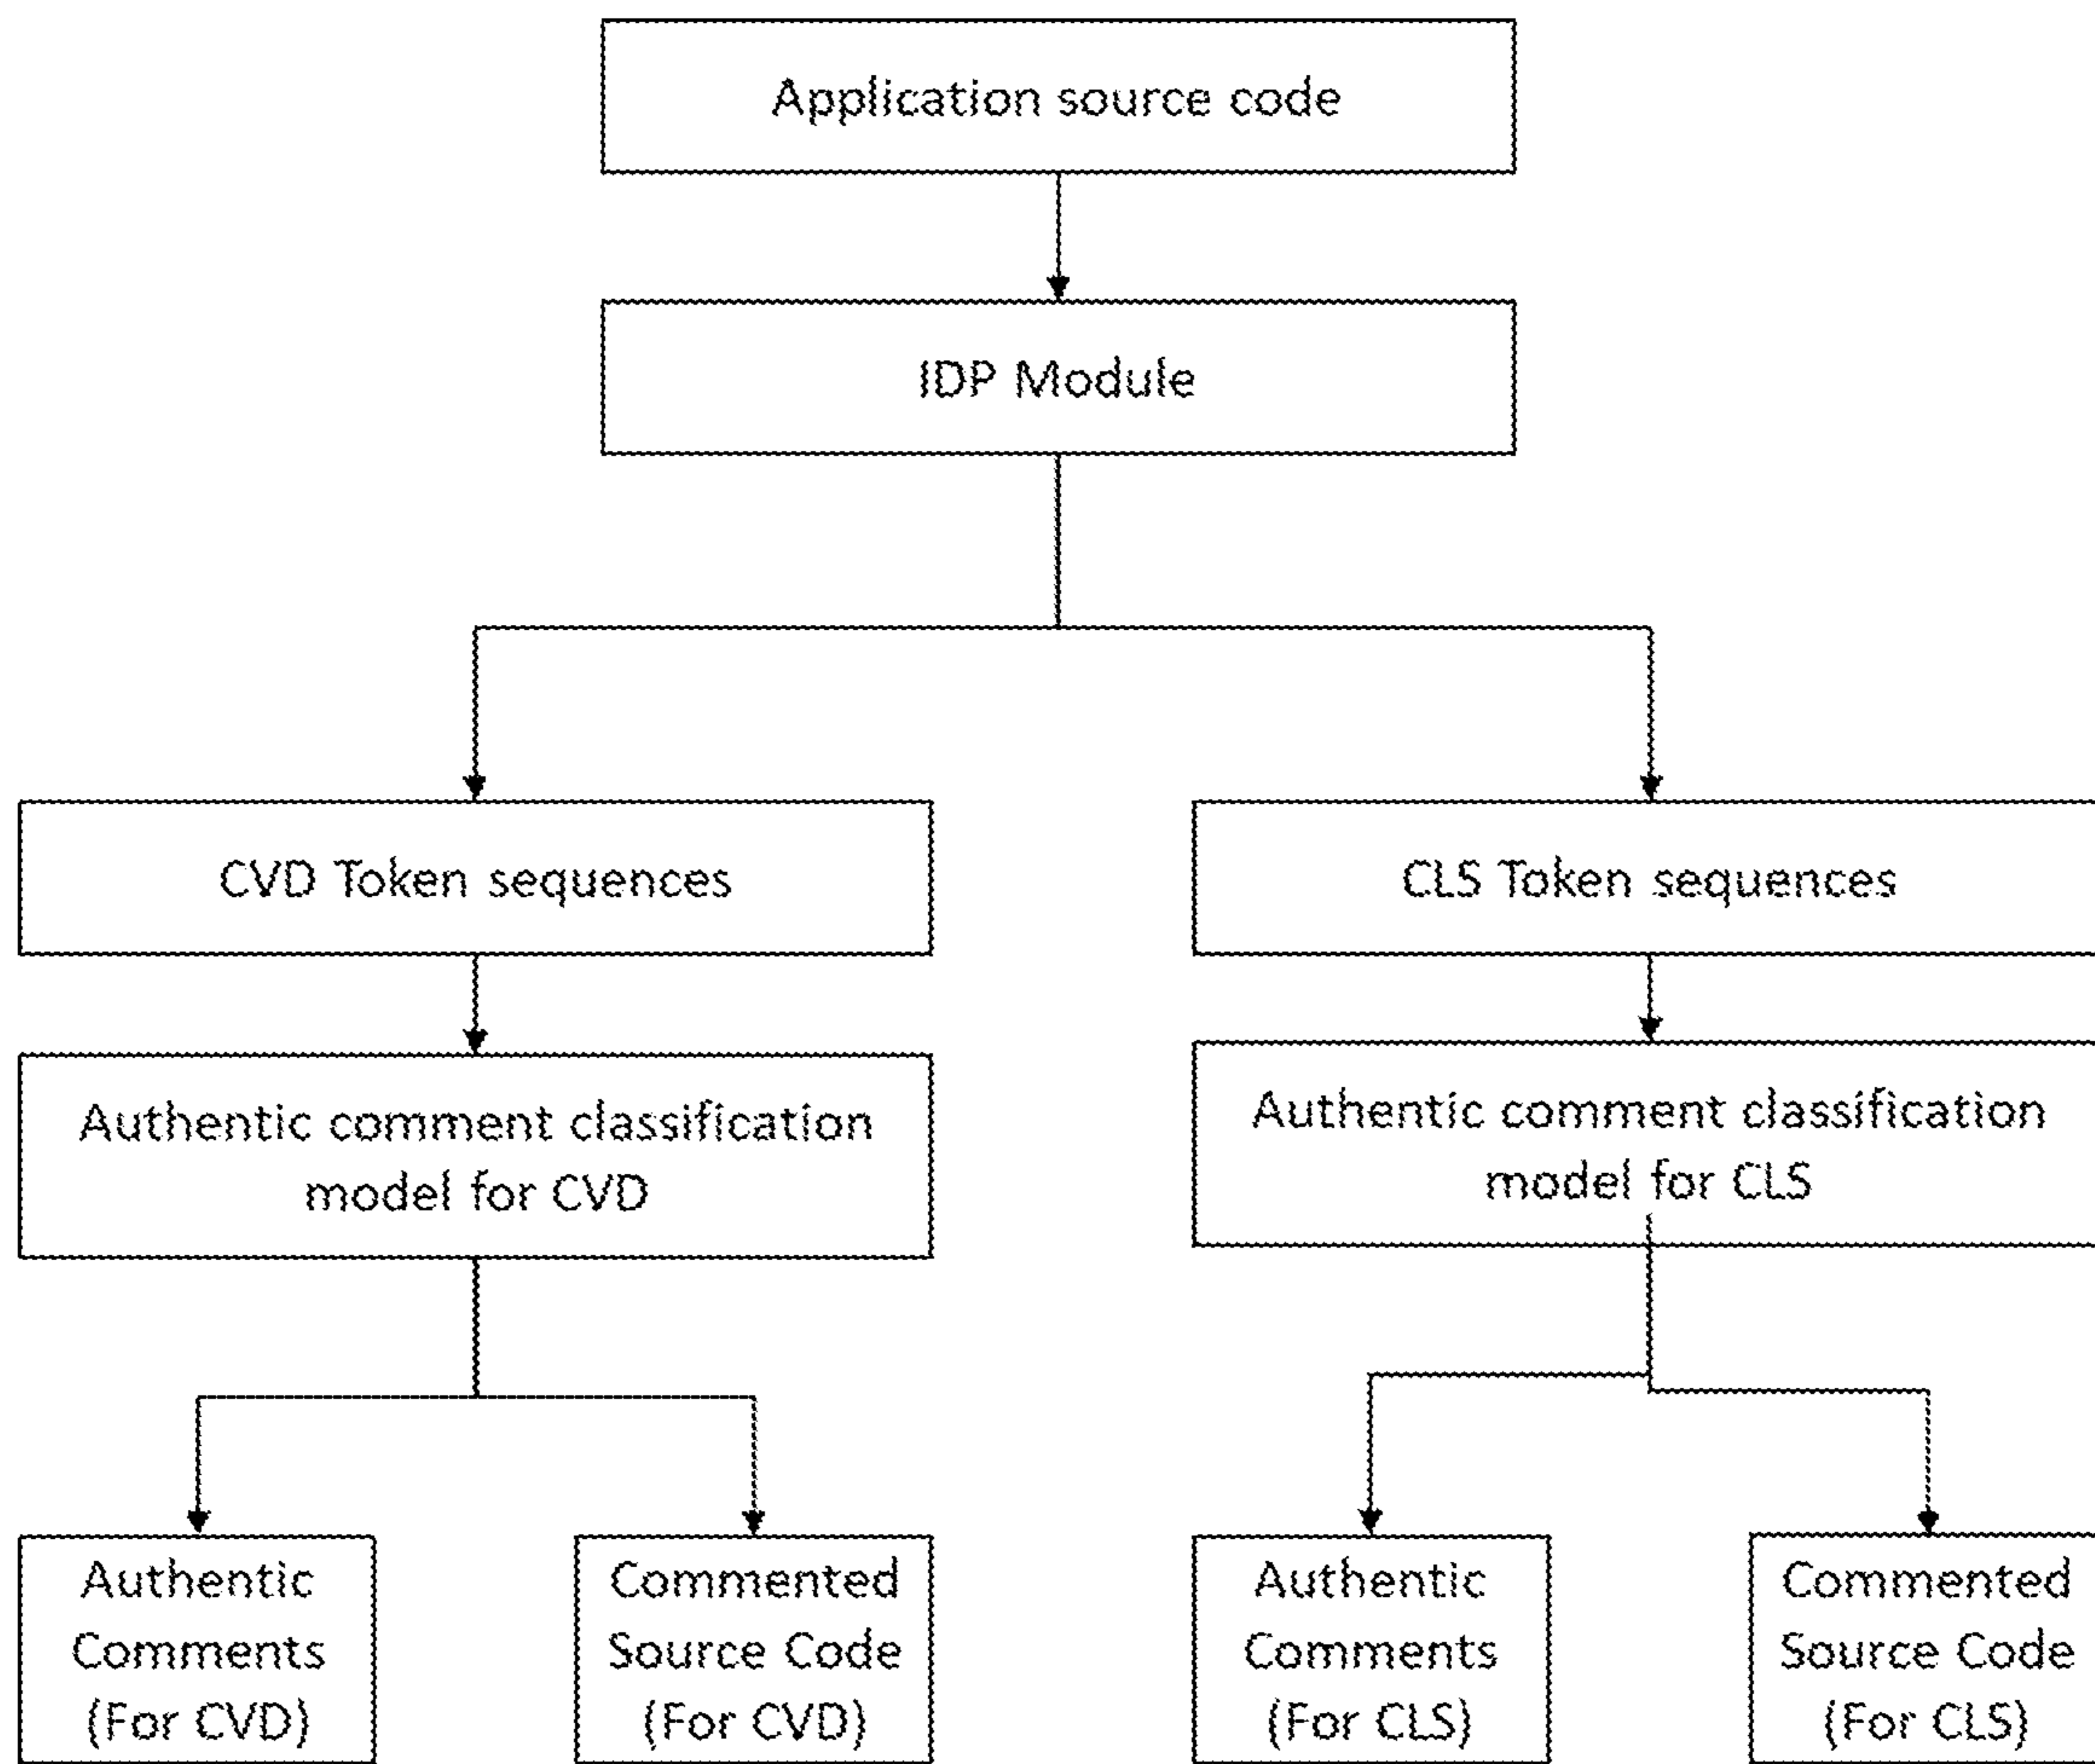 Application source code
IDP Module
CVD Token sequences
CLS Token sequences
Authentic comment classification
model for CVD
Authentic comment classification
model for CLS
Authentic
Comments
(For CVD)
Commented
Source Code
(For CVD)
Authentic
Comments
(For CLS)
Commented
Source Code
(For CLS)